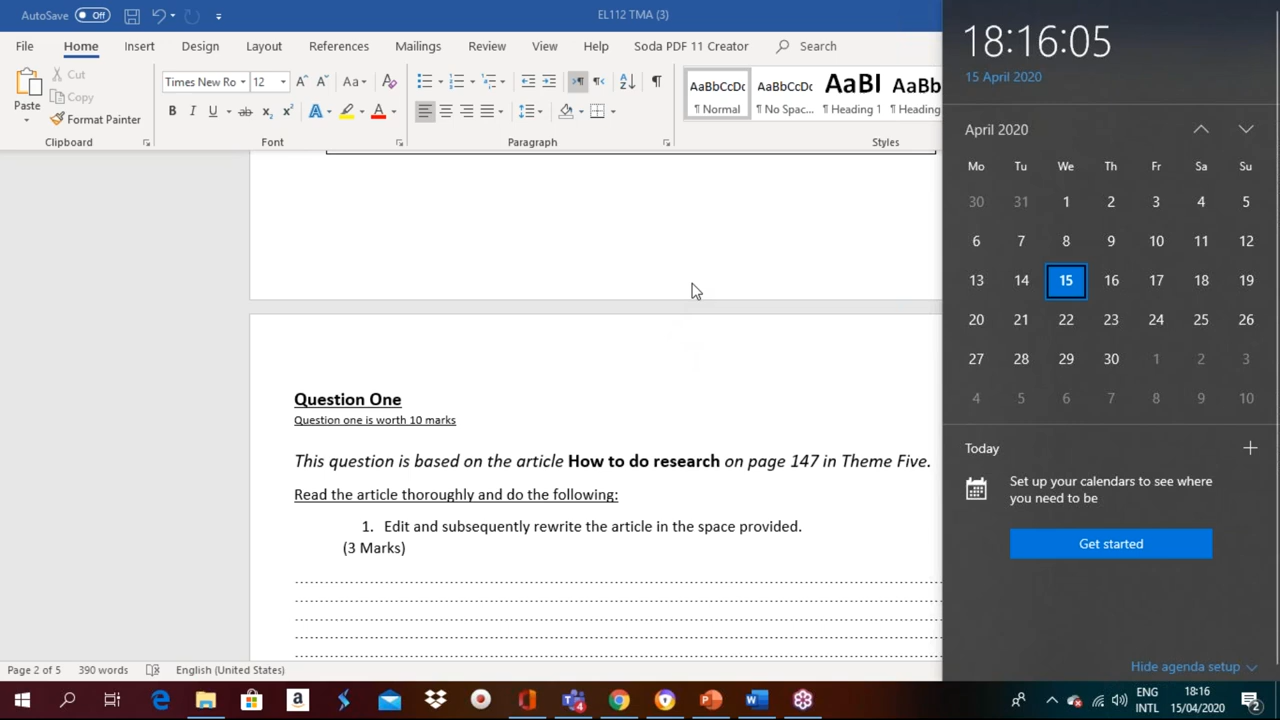 AutoSave Off
EL112 TMA (3)
File Home Insert Design Layout References Mailings Review View Help Soda PDF 11 Creator Search
Paste
Cut
Copy
Format Painter
Clipboard
Times New Ro 12
Font
Paragraph
AaBbCcDc AaBbCcDc AaBl AaBb
¶ Normal ¶ No Spac... ¶ Heading 1 ¶ Heading
Styles
Question One
Question one is worth 10 marks
This question is based on the article How to do research on page 147 in Theme Five.
Read the article thoroughly and do the following:
1. Edit and subsequently rewrite the article in the space provided.
(3 Marks)
Page 2 of 5 390 words English (United States)
18:16:05
15 April 2020
April 2020
Mo Tu We Th Fr Sa Su
30 31 1 2 3 4 5
6 7 8 9 10 11 12
13 14 15 16 17 18 19
20 21 22 23 24 25 26
27 28 29 30 1 2 3
4 5 6 7 8 9 10
Today
Set up your calendars to see where
you need to be
Get started
Hide agenda setup
ENG
INTL
18:16
15/04/2020